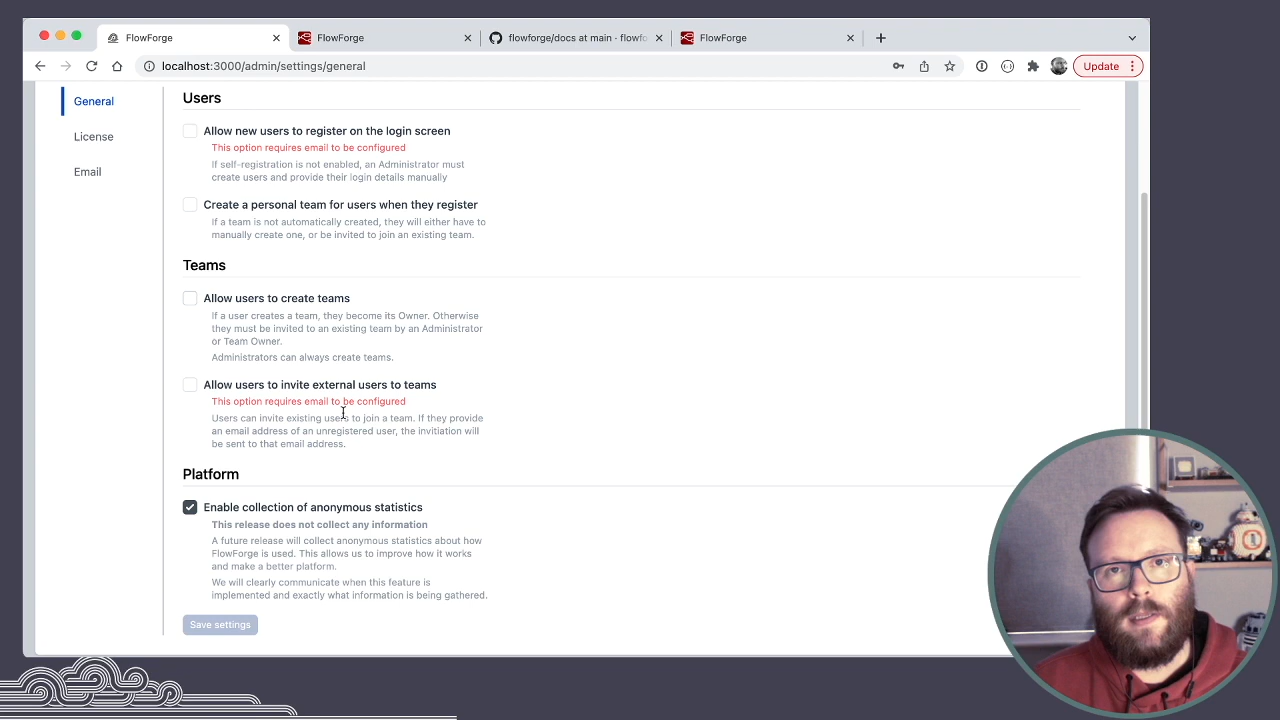 FlowForge
FlowForge
flowforge/docs at main · flowfo
FlowForge
localhost:3000/admin/settings/general
Update
General
License
Email
Users
Allow new users to register on the login screen
This option requires email to be configured
If self-registration is not enabled, an Administrator must
create users and provide their login details manually
Create a personal team for users when they register
If a team is not automatically created, they will either have to
manually create one, or be invited to join an existing team.
Teams
Allow users to create teams
If a user creates a team, they become its Owner. Otherwise
they must be invited to an existing team by an Administrator
or Team Owner.
Administrators can always create teams.
Allow users to invite external users to teams
This option requires email to be configured
Users can invite existing users to join a team. If they provide
an email address of an unregistered user, the invitiation will
be sent to that email address.
Platform
Enable collection of anonymous statistics
This release does not collect any information
A future release will collect anonymous statistics about how
FlowForge is used. This allows us to improve how it works
and make a better platform.
We will clearly communicate when this feature is
implemented and exactly what information is being gathered.
Save settings